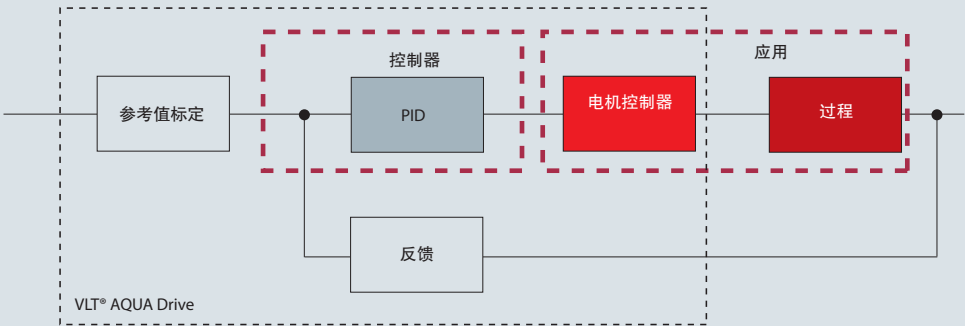 控制器
应用
参考值标定
PID
电机控制器
过程
反馈
VLT® AQUA Drive